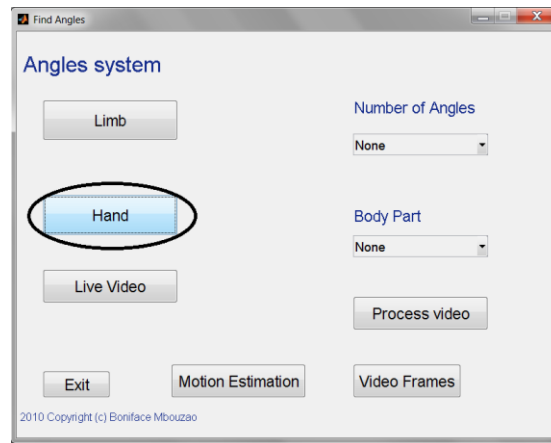 Find Angles
Angles system
Limb
Number of Angles
None
Hand
Body Part
None
Live Video
Process video
Exit
Motion Estimation
Video Frames
2010 Copyright (c) Boniface Mbouzao